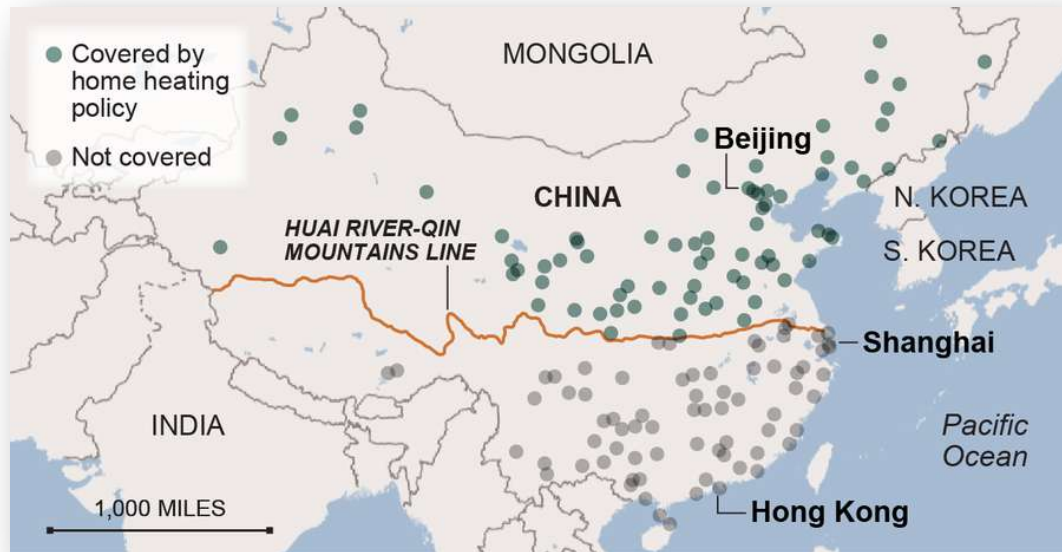 Covered by
home heating
policy
Not covered
MONGOLIA
Beijing
CHINA
N. KOREA
HUAI RIVER-QIN
MOUNTAINS LINE
S. KOREA
Shanghai
INDIA
Pacific
Ocean
1,000 MILES
Hong Kong